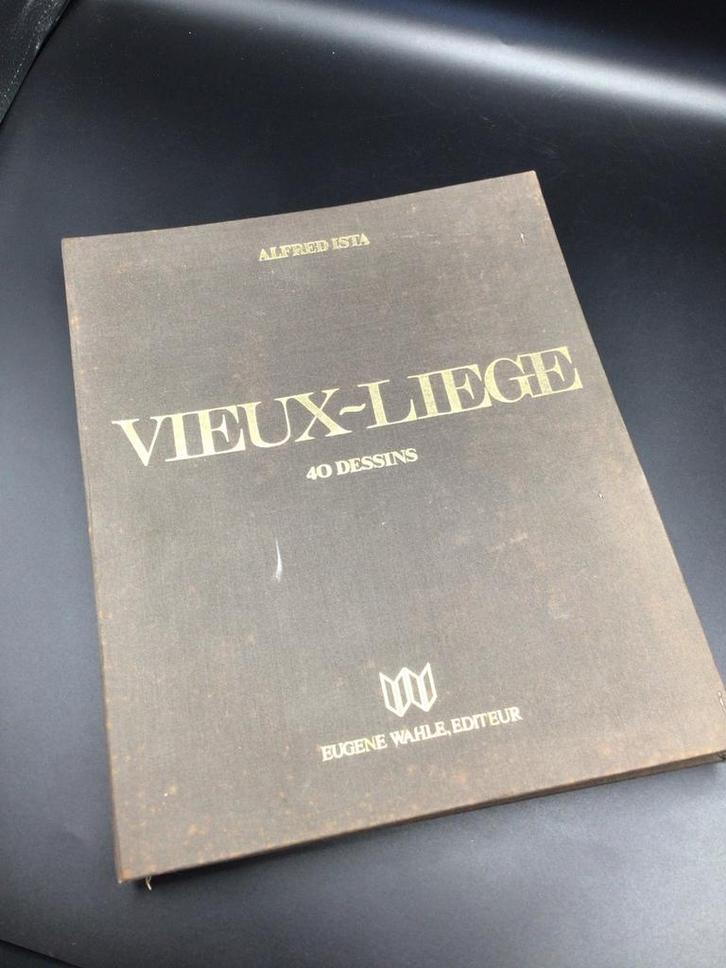 ALFRED ISTA
VIEUX-LIEGE
40 DESSINS
EUGENE WAHLE, EDITEUR